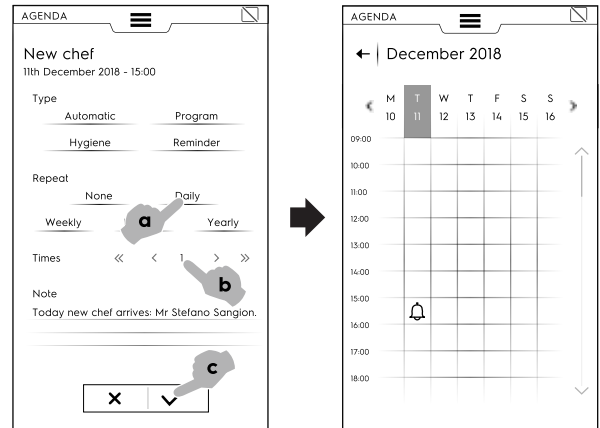 AGENDA
New chef
11th December 2018 - 15:00
Type
Automatic Program
Hygiene Reminder
Repeat
None Daily
Weekly Yearly
a
Times « < 1 > »
b
Note
Today new chef arrives: Mr Stefano Sangion.
c
AGENDA
December 2018
M T W T F S S
10 11 12 13 14 15 16
09:00
10:00
11:00
12:00
13:00
14:00
15:00
16:00
17:00
18:00